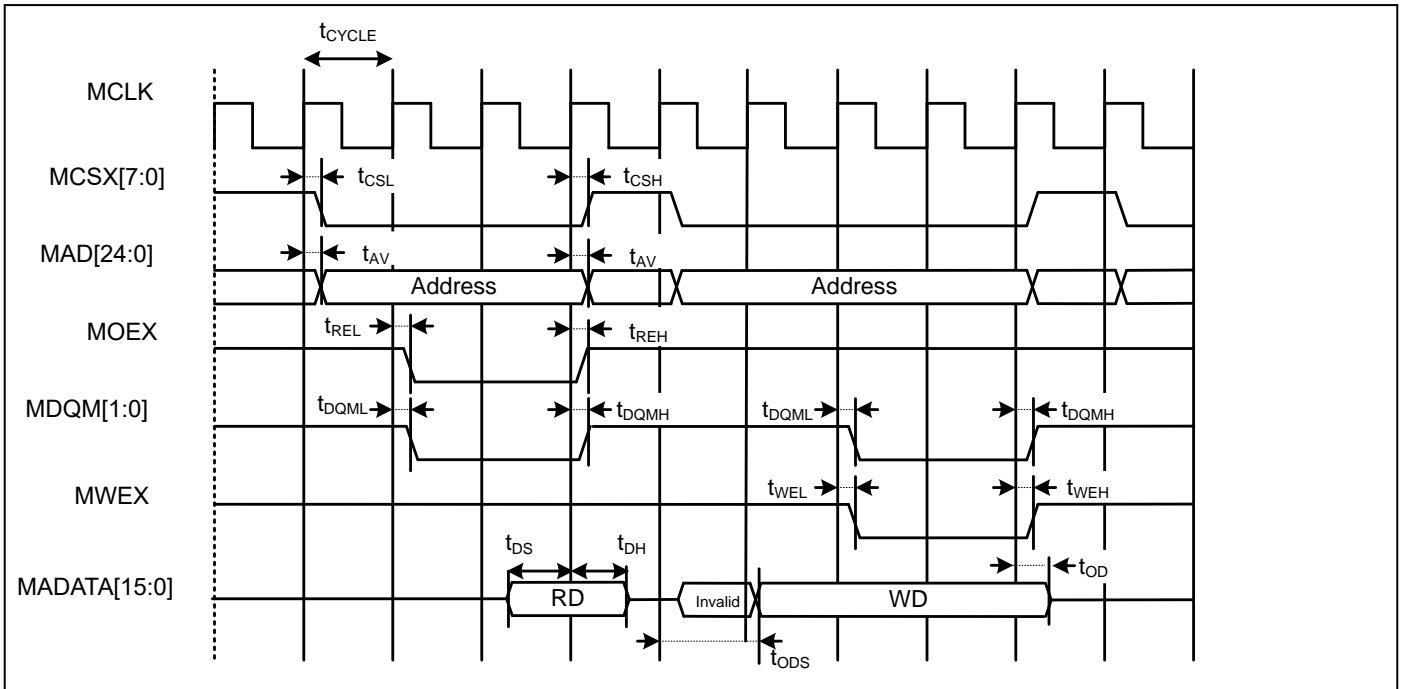 tCYCLE
MCLK
MCSX[7:0]
tCSL
tCSH
MAD[24:0]
tAV
tAV
Address
Address
MOEX
tREL
tREH
MDQM[1:0]
tDQML
tDQMH
tDQML
tDQMH
MWEX
tWEL
tWEH
tDS
tDH
tOD
MADATA[15:0]
RD
Invalid
WD
tODS